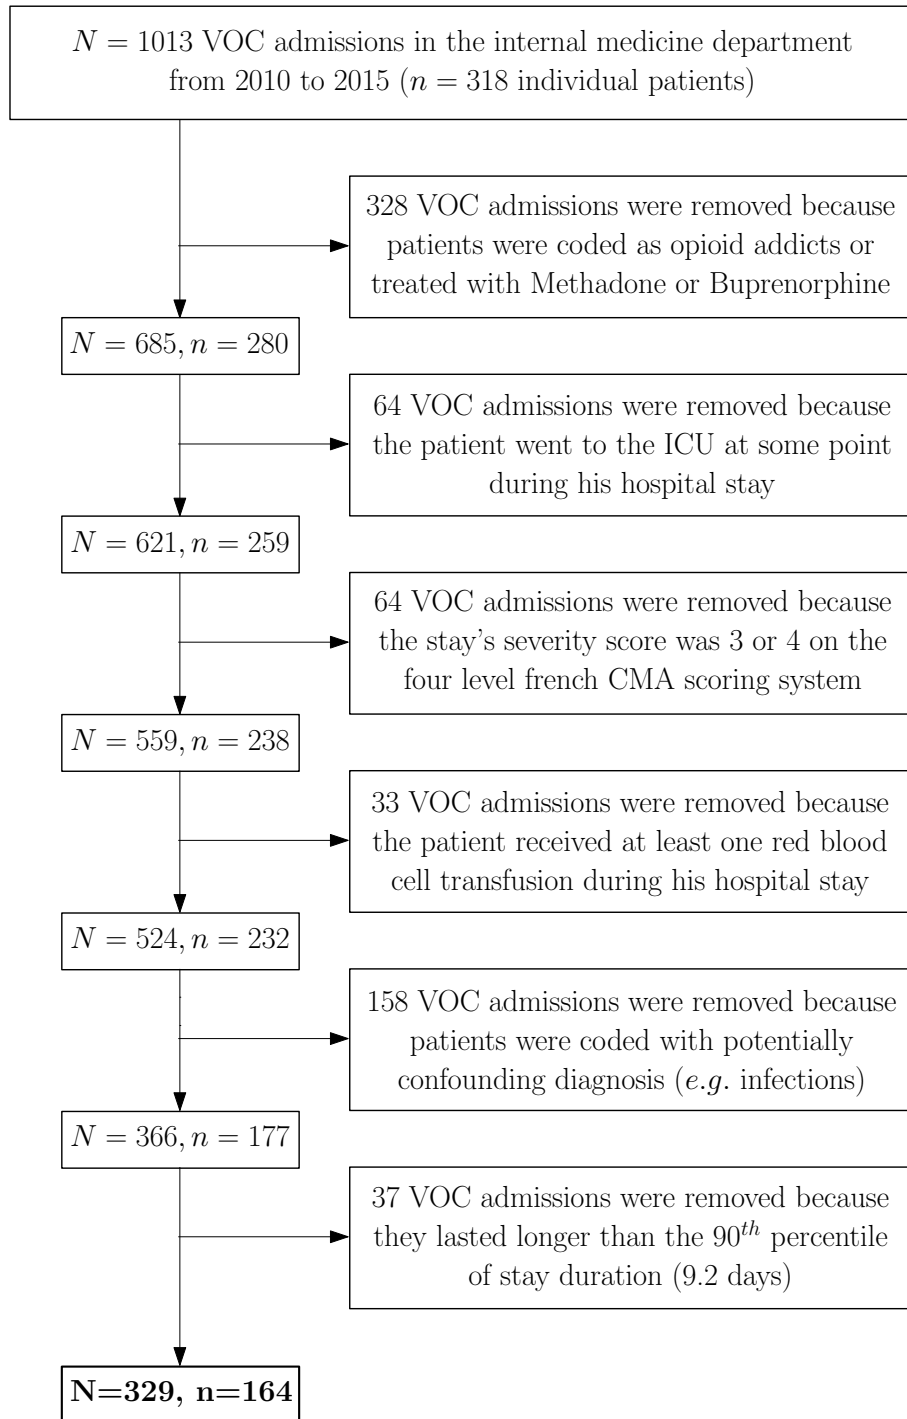 N = 1013 VOC admissions in the internal medicine department
from 2010 to 2015 (n = 318 individual patients)
328 VOC admissions were removed because
patients were coded as opioid addicts or
treated with Methadone or Buprenorphine
N = 685, n = 280
64 VOC admissions were removed because
the patient went to the ICU at some point
during his hospital stay
N = 621, n = 259
64 VOC admissions were removed because
the stay's severity score was 3 or 4 on the
four level french CMA scoring system
N = 559, n = 238
33 VOC admissions were removed because
the patient received at least one red blood
cell transfusion during his hospital stay
N = 524, n = 232
158 VOC admissions were removed because
patients were coded with potentially
confounding diagnosis (e.g. infections)
N = 366, n = 177
37 VOC admissions were removed because
they lasted longer than the 90th percentile
of stay duration (9.2 days)
N=329, n=164